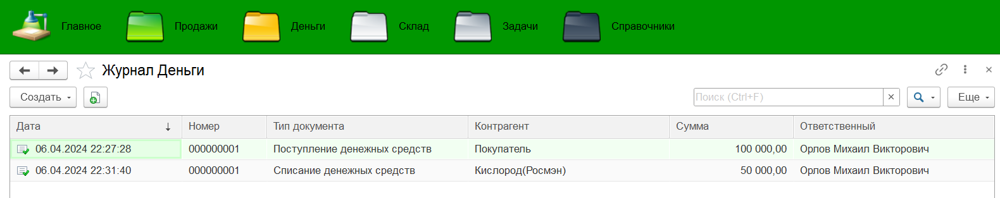 Главное Продажи Деньги Склад Задачи Справочники
Журнал Деньги
Создать Поиск (Ctrl+F) Еще
Дата Номер Тип документа Контрагент Сумма Ответственный
06.04.2024 22:27:28 000000001 Поступление денежных средств Покупатель 100 000,00 Орлов Михаил Викторович
06.04.2024 22:31:40 000000001 Списание денежных средств Кислород(Росмэн) 50 000,00 Орлов Михаил Викторович